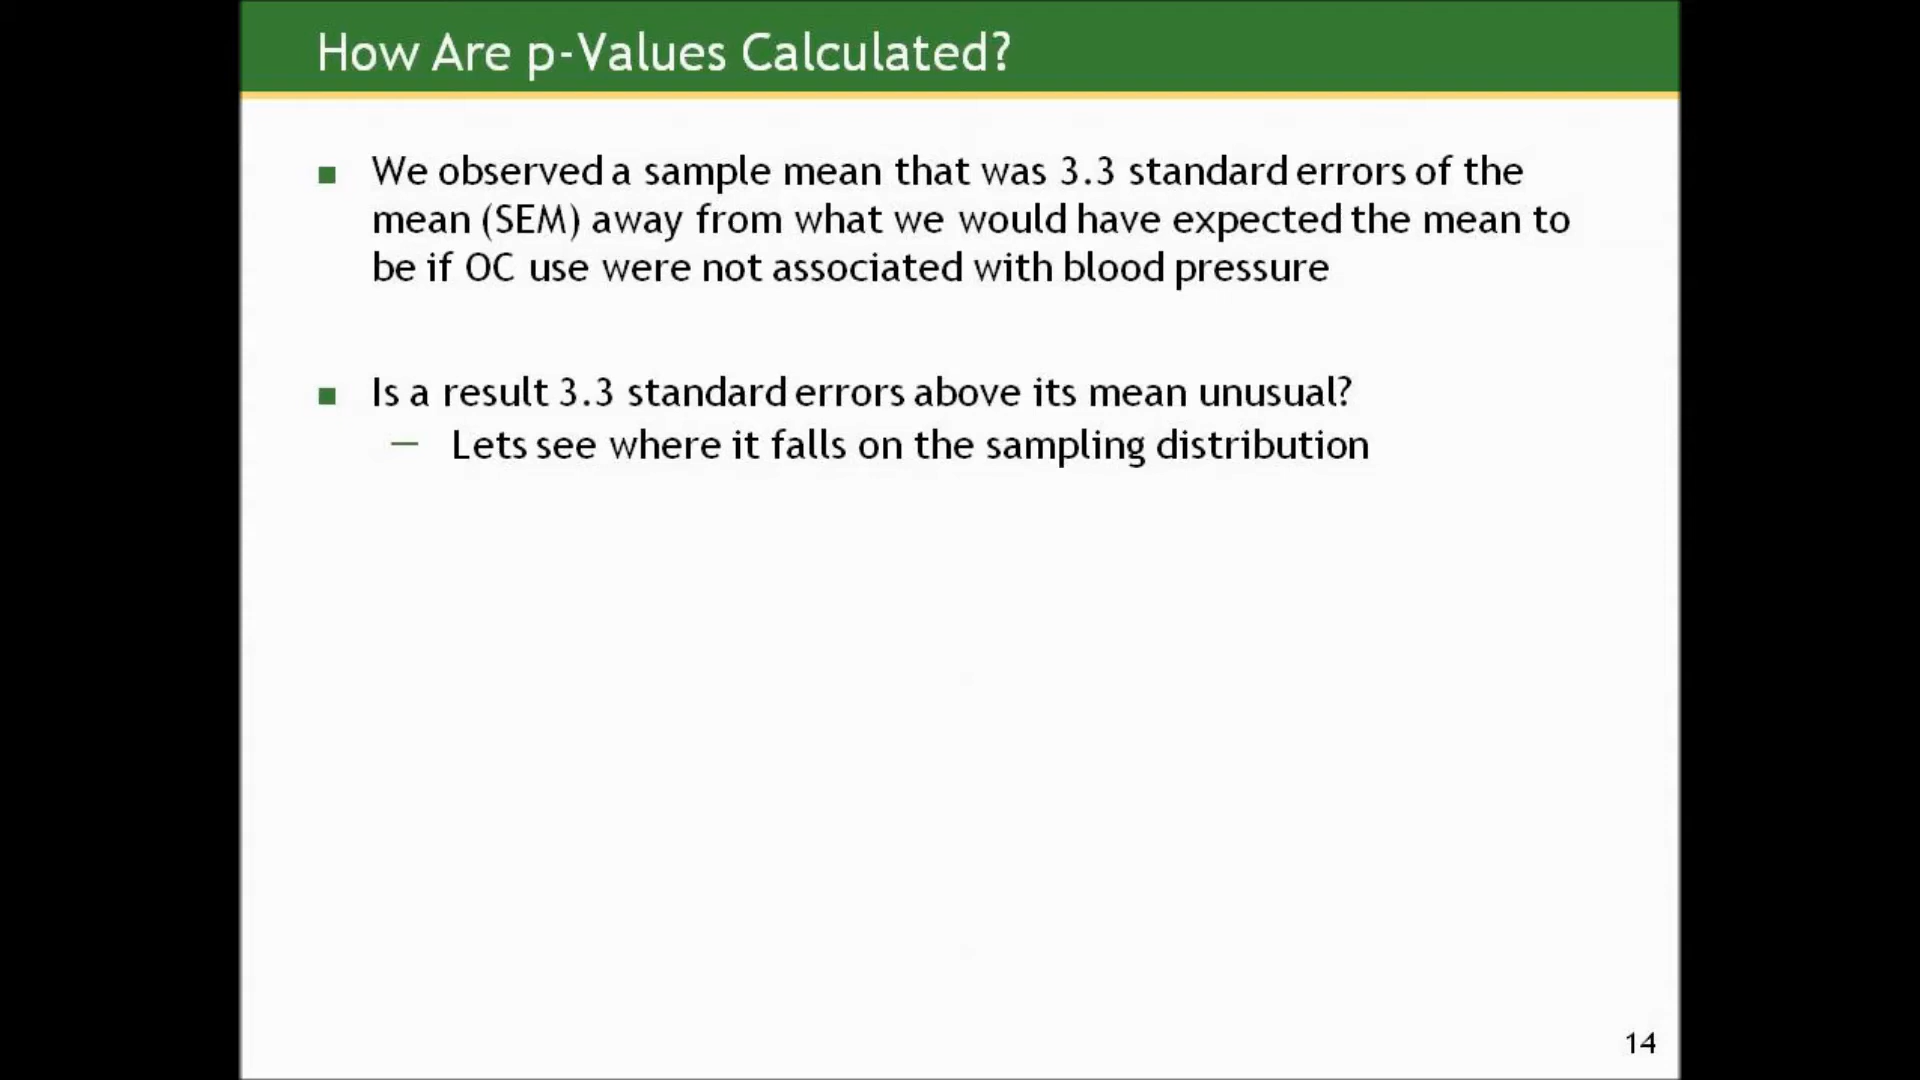 How Are p-Values Calculated?
We observed a sample mean that was 3.3 standard errors of the
mean (SEM) away from what we would have expected the mean to
be if OC use were not associated with blood pressure
Is a result 3.3 standard errors above its mean unusual?
— Lets see where it falls on the sampling distribution
14